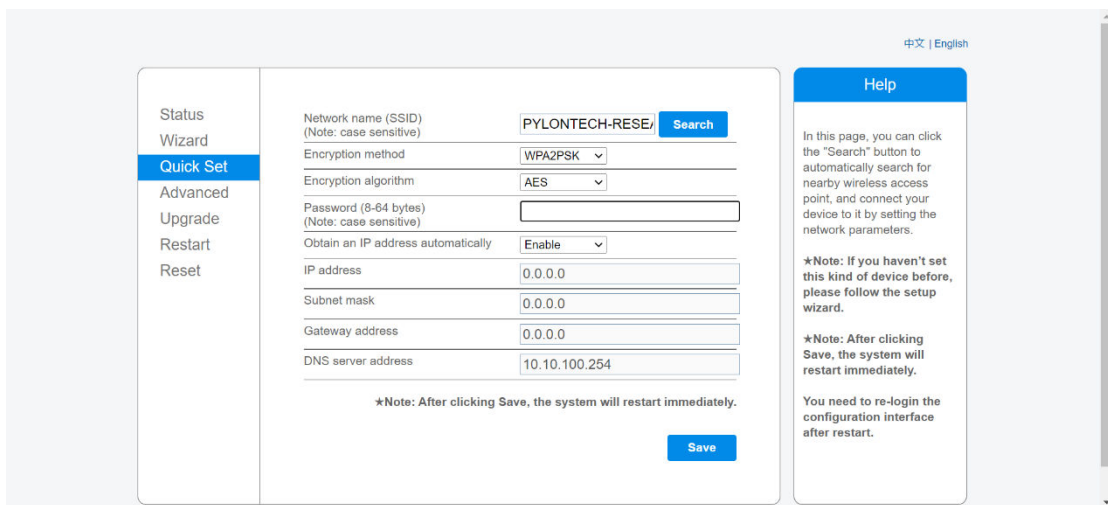 中文 | English
Status
Wizard
Quick Set
Advanced
Upgrade
Restart
Reset
Network name (SSID)
(Note: case sensitive)
PYLONTECH-RESEA
Search
Encryption method
WPA2PSK
Encryption algorithm
AES
Password (8-64 bytes)
(Note: case sensitive)
Obtain an IP address automatically
Enable
IP address
0.0.0.0
Subnet mask
0.0.0.0
Gateway address
0.0.0.0
DNS server address
10.10.100.254
★Note: After clicking Save, the system will restart immediately.
Save
Help
In this page, you can click
the "Search" button to
automatically search for
nearby wireless access
point, and connect your
device to it by setting the
network parameters.
★Note: If you haven't set
this kind of device before,
please follow the setup
wizard.
★Note: After clicking
Save, the system will
restart immediately.
You need to re-login the
configuration interface
after restart.